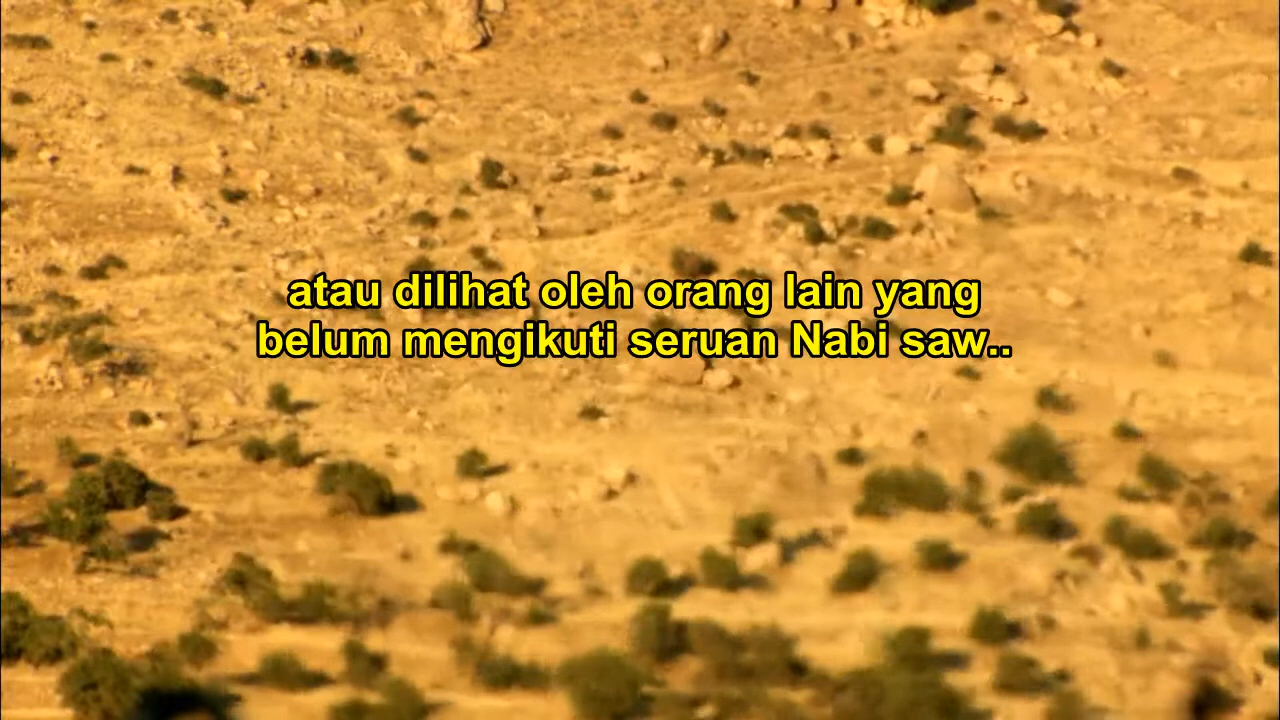 atau dilihat oleh orang lain yang
belum mengikuti seruan Nabi saw..